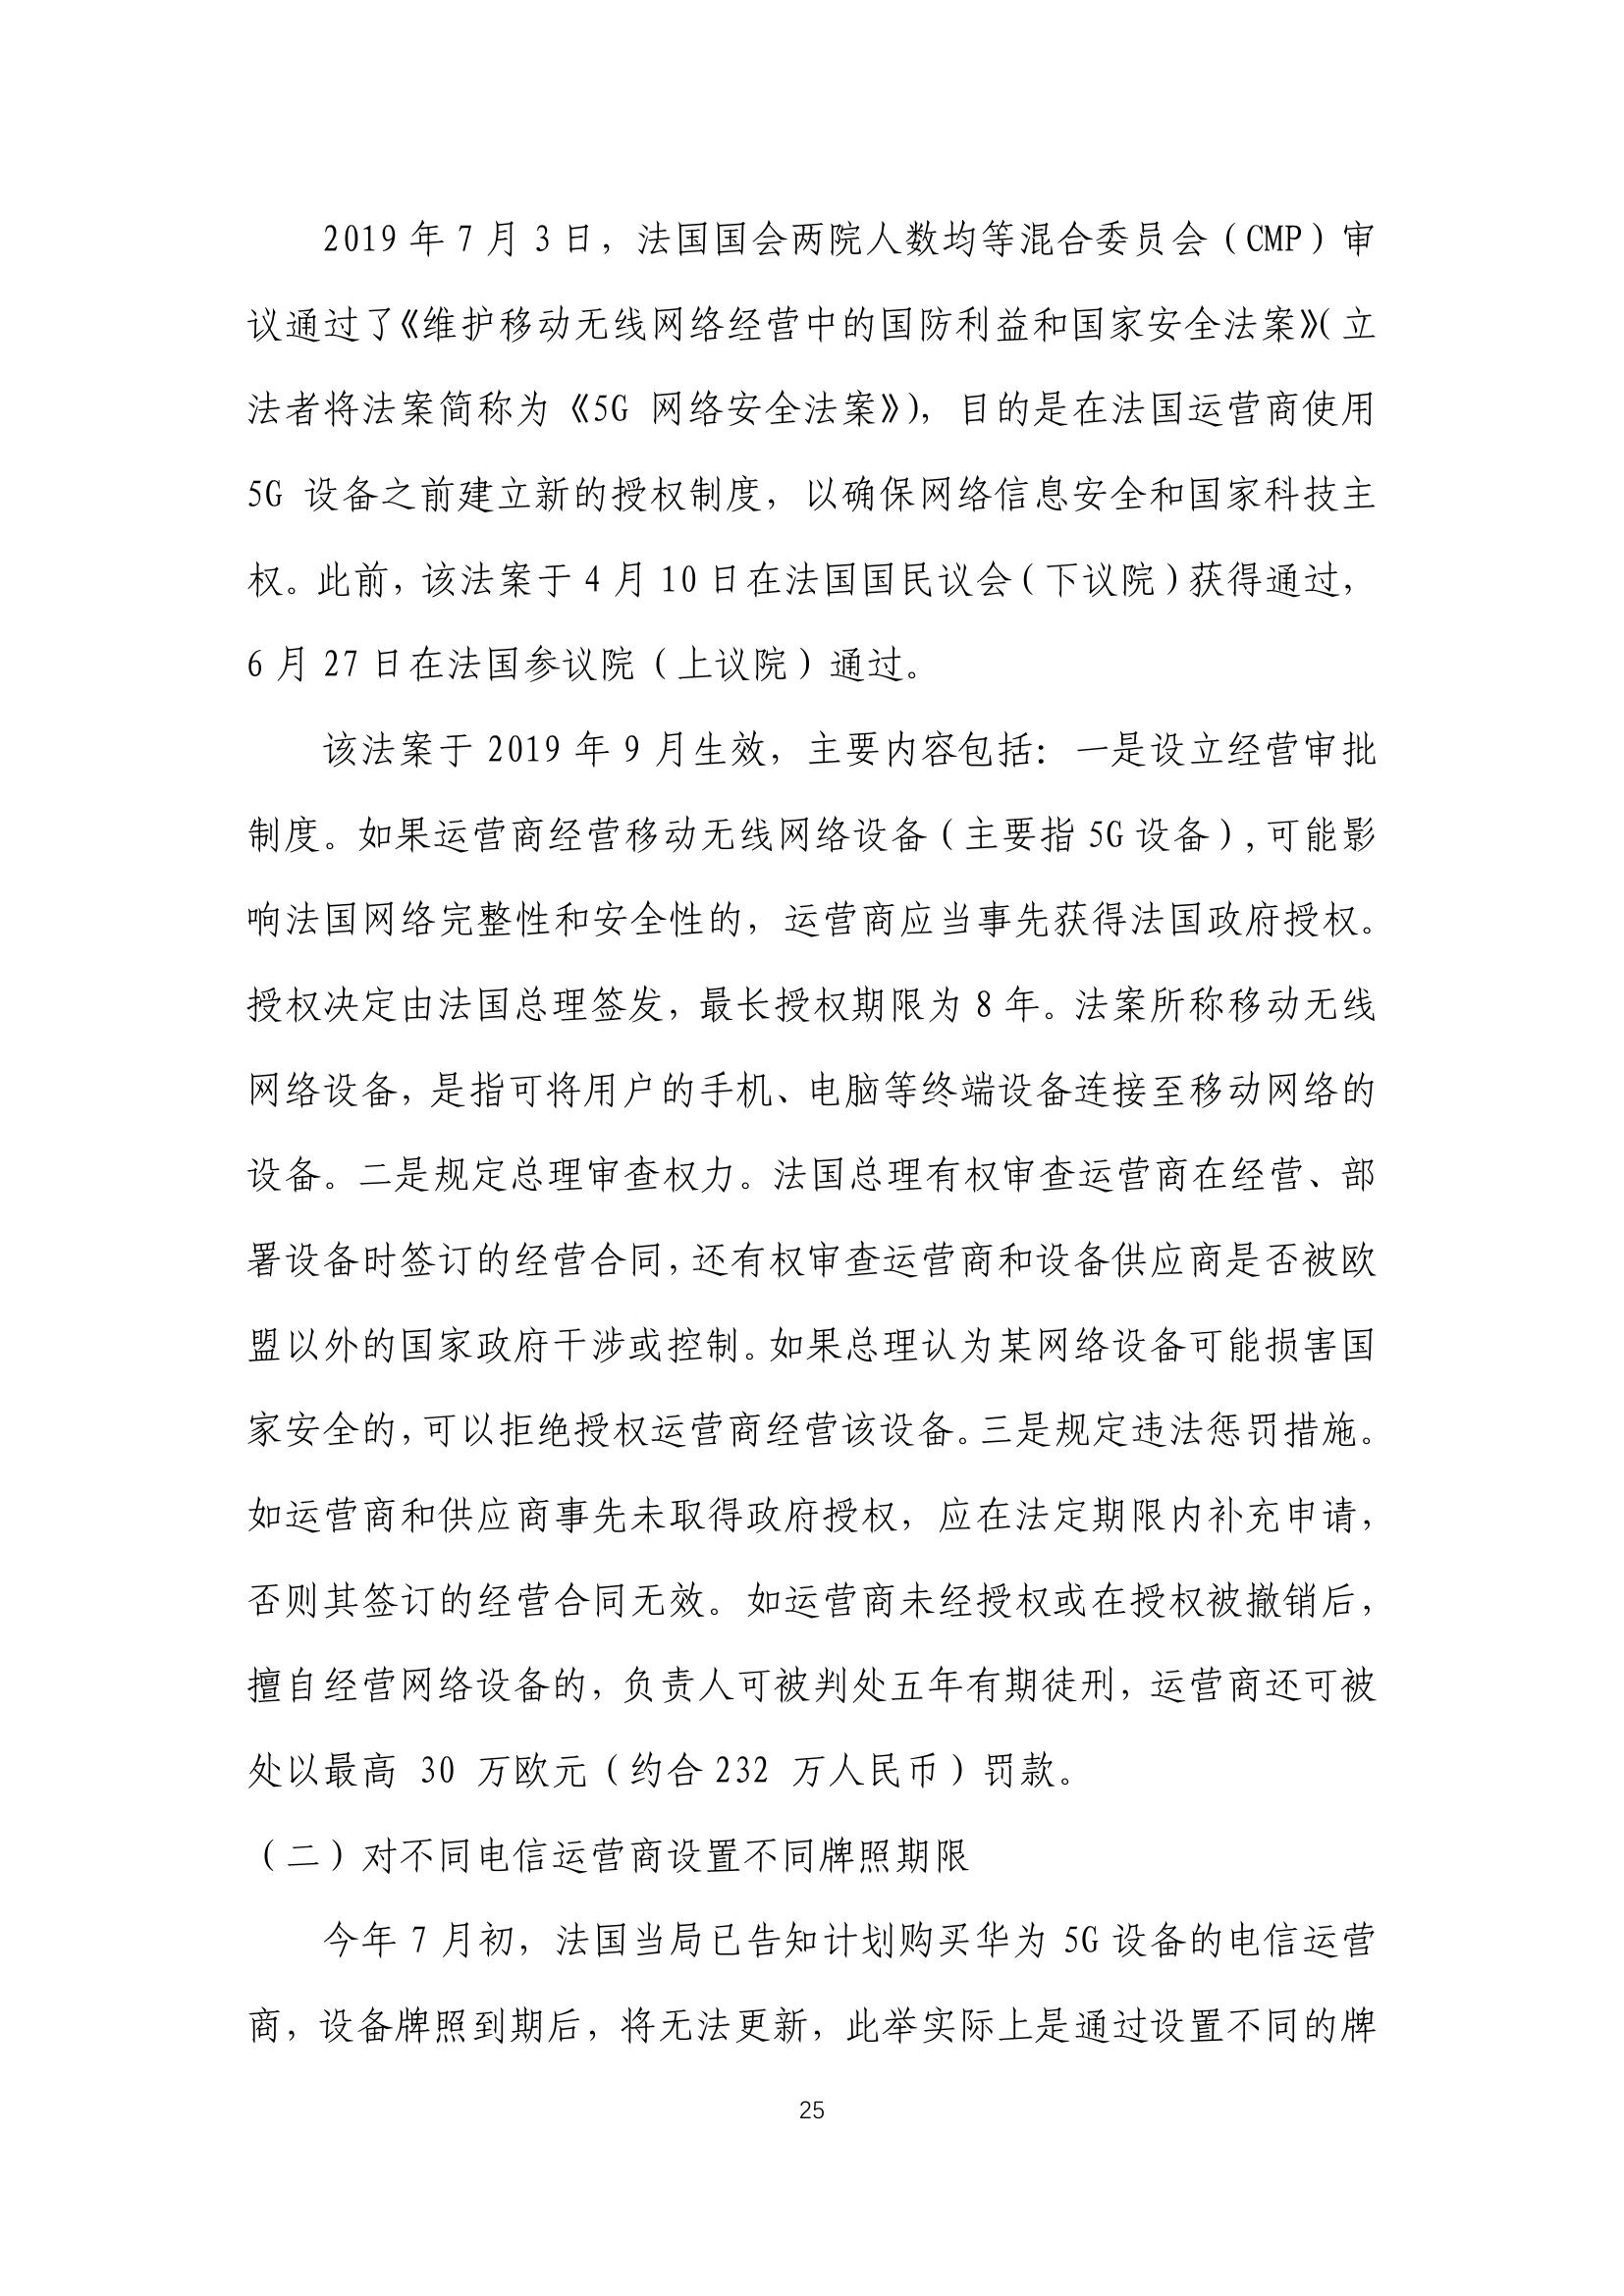 2019 年 7 月 3 日，法国国会两院人数均等混合委员会（CMP）审
议通过了《维护移动无线网络经营中的国防利益和国家安全法案》（立
法者将法案简称为《5G 网络安全法案》），目的是在法国运营商使用
5G 设备之前建立新的授权制度，以确保网络信息安全和国家科技主
权。此前，该法案于 4 月 10 日在法国国民议会（下议院）获得通过，
6 月 27 日在法国参议院（上议院）通过。
该法案于 2019 年 9 月生效，主要内容包括：一是设立经营审批
制度。如果运营商经营移动无线网络设备（主要指 5G 设备），可能影
响法国网络完整性和安全性的，运营商应当事先获得法国政府授权。
授权决定由法国总理签发，最长授权期限为 8 年。法案所称移动无线
网络设备，是指可将用户的手机、电脑等终端设备连接至移动网络的
设备。二是规定总理审查权力。法国总理有权审查运营商在经营、部
署设备时签订的经营合同，还有权审查运营商和设备供应商是否被欧
盟以外的国家政府干涉或控制。如果总理认为某网络设备可能损害国
家安全的，可以拒绝授权运营商经营该设备。三是规定违法惩罚措施。
如运营商和供应商事先未取得政府授权，应在法定期限内补充申请，
否则其签订的经营合同无效。如运营商未经授权或在授权被撤销后，
擅自经营网络设备的，负责人可被判处五年有期徒刑，运营商还可被
处以最高 30 万欧元（约合 232 万人民币）罚款。
（二）对不同电信运营商设置不同牌照期限
今年 7 月初，法国当局已告知计划购买华为 5G 设备的电信运营
商，设备牌照到期后，将无法更新，此举实际上是通过设置不同的牌
25